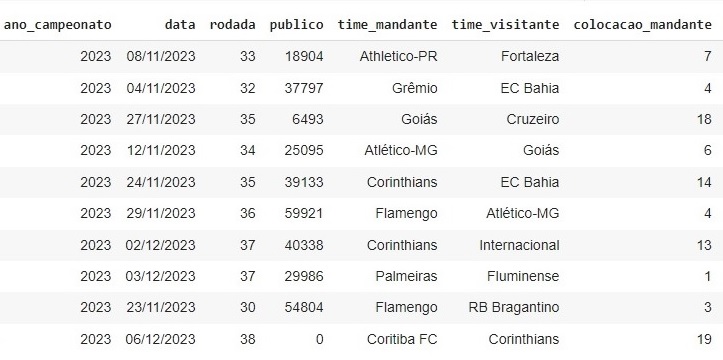 ano_campeonato data rodada publico time_mandante time_visitante colocacao_mandante
2023 08/11/2023 33 18904 Athletico-PR Fortaleza 7
2023 04/11/2023 32 37797 Grêmio EC Bahia 4
2023 27/11/2023 35 6493 Goiás Cruzeiro 18
2023 12/11/2023 34 25095 Atlético-MG Goiás 6
2023 24/11/2023 35 39133 Corinthians EC Bahia 14
2023 29/11/2023 36 59921 Flamengo Atlético-MG 4
2023 02/12/2023 37 40338 Corinthians Internacional 13
2023 03/12/2023 37 29986 Palmeiras Fluminense 1
2023 23/11/2023 30 54804 Flamengo RB Bragantino 3
2023 06/12/2023 38 0 Coritiba FC Corinthians 19